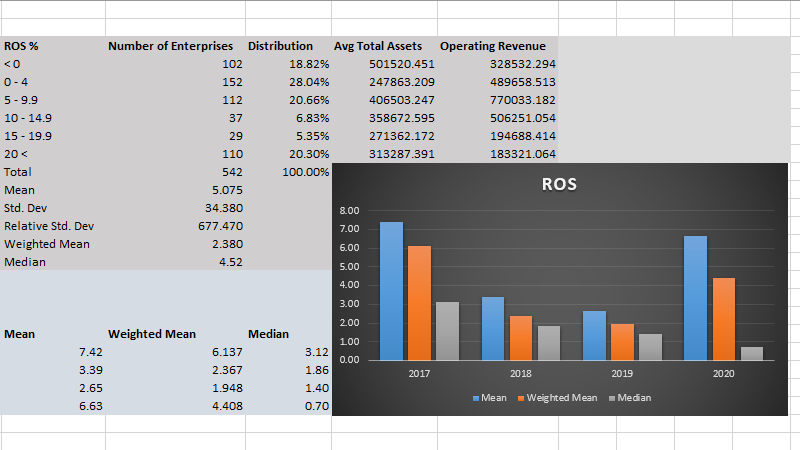 ROS % Number of Enterprises Distribution Avg Total Assets Operating Revenue
< 0 102 18.82% 501520.451 328532.294
0 - 4 152 28.04% 247863.209 489658.513
5 - 9.9 112 20.66% 406503.247 770033.182
10 - 14.9 37 6.83% 358672.595 506251.054
15 - 19.9 29 5.35% 271362.172 194688.414
20 < 110 20.30% 313287.391 183321.064
Total 542 100.00%
Mean 5.075
Std. Dev 34.380
Relative Std. Dev 677.470
Weighted Mean 2.380
Median 4.52
Mean Weighted Mean Median
7.42 6.137 3.12
3.39 2.367 1.86
2.65 1.948 1.40
6.63 4.408 0.70
ROS
8.00
7.00
6.00
5.00
4.00
3.00
2.00
1.00
0.00
2017 2018 2019 2020
Mean Weighted Mean Median